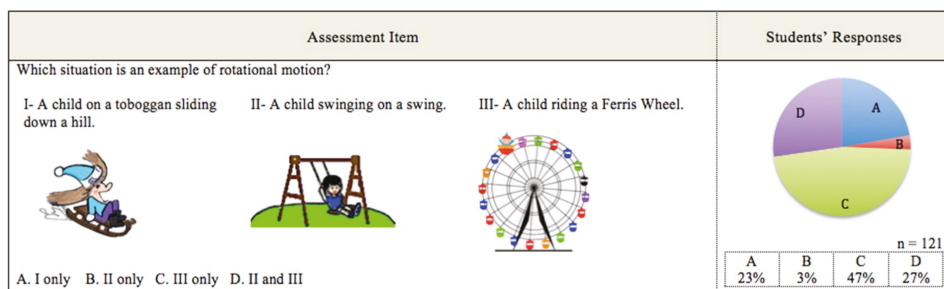 Assessment Item
Students' Responses
Which situation is an example of rotational motion?
I- A child on a toboggan sliding
down a hill.
II- A child swinging on a swing.
III- A child riding a Ferris Wheel.
A. I only B. II only C. III only D. II and III
D
A
B
C
n = 121
A B C D
23% 3% 47% 27%